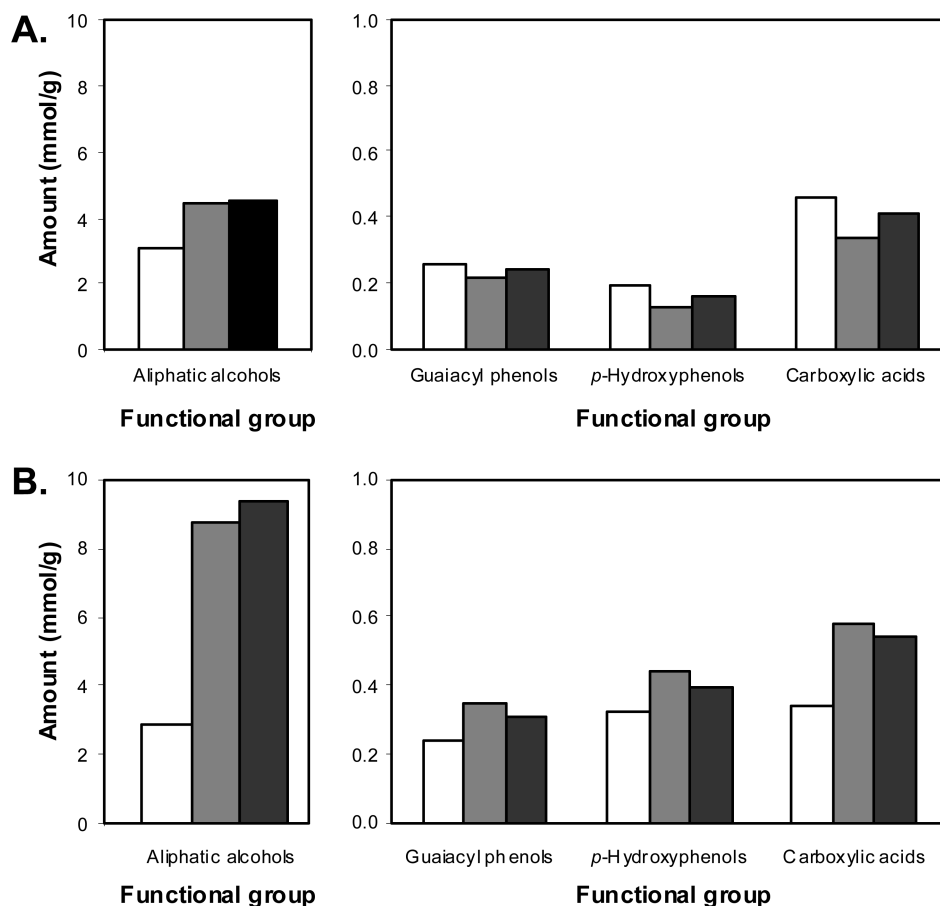 A.
Amount (mmol/g)
10
8
6
4
2
0
Aliphatic alcohols
Functional group
1.0
0.8
0.6
0.4
0.2
0.0
Guaiacyl phenols p-Hydroxyphenols Carboxylic acids
Functional group
B.
Amount (mmol/g)
10
8
6
4
2
0
Aliphatic alcohols
Functional group
1.0
0.8
0.6
0.4
0.2
0.0
Guaiacyl phenols p-Hydroxyphenols Carboxylic acids
Functional group